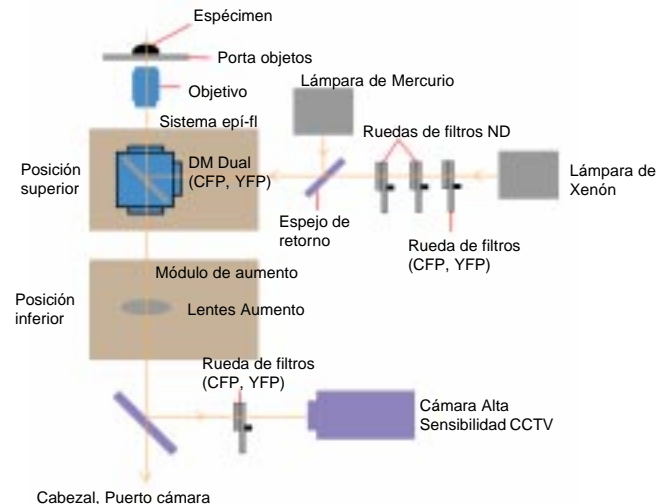 Espécimen
Porta objetos
Objetivo
Lámpara de Mercurio
Sistema epí-fl
Ruedas de filtros ND
Posición
superior
DM Dual
(CFP, YFP)
Lámpara de
Xenón
Espejo de
retorno
Rueda de filtros
(CFP, YFP)
Módulo de aumento
Posición
inferior
Lentes Aumento
Rueda de filtros
(CFP, YFP)
Cámara Alta
Sensibilidad CCTV
Cabezal, Puerto cámara